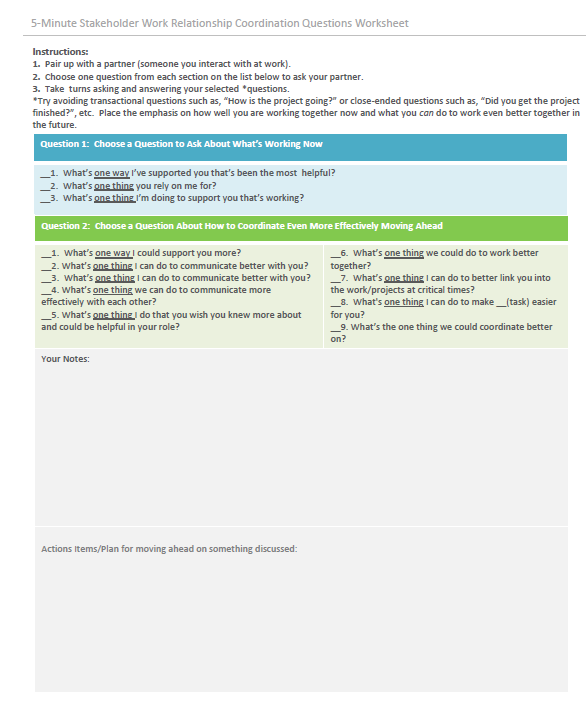 5-Minute Stakeholder Work Relationship Coordination Questions Worksheet
Instructions:
1. Pair up with a partner (someone you interact with at work).
2. Choose one question from each section on the list below to ask your partner.
3. Take turns asking and answering your selected *questions.
*Try avoiding transactional questions such as, "How is the project going?" or close-ended questions such as, "Did you get the project
finished?", etc. Place the emphasis on how well you are working together now and what you can do to work even better together in
the future.
Question 1: Choose a Question to Ask About What's Working Now
__1. What's one way I've supported you that's been the most helpful?
__2. What's one thing you rely on me for?
__3. What's one thing I'm doing to support you that's working?
Question 2: Choose a Question About How to Coordinate Even More Effectively Moving Ahead
__1. What's one way I could support you more?
__2. What's one thing I can do to communicate better with you?
__3. What's one thing I can do to communicate better with you?
__4. What's one thing we can do to communicate more
effectively with each other?
__5. What's one thing I do that you wish you knew more about
and could be helpful in your role?
__6. What's one thing we could do to work better
together?
__7. What's one thing I can do to better link you into
the work/projects at critical times?
__8. What's one thing I can do to make __(task) easier
for you?
__9. What's the one thing we could coordinate better
on?
Your Notes:
Actions Items/Plan for moving ahead on something discussed: